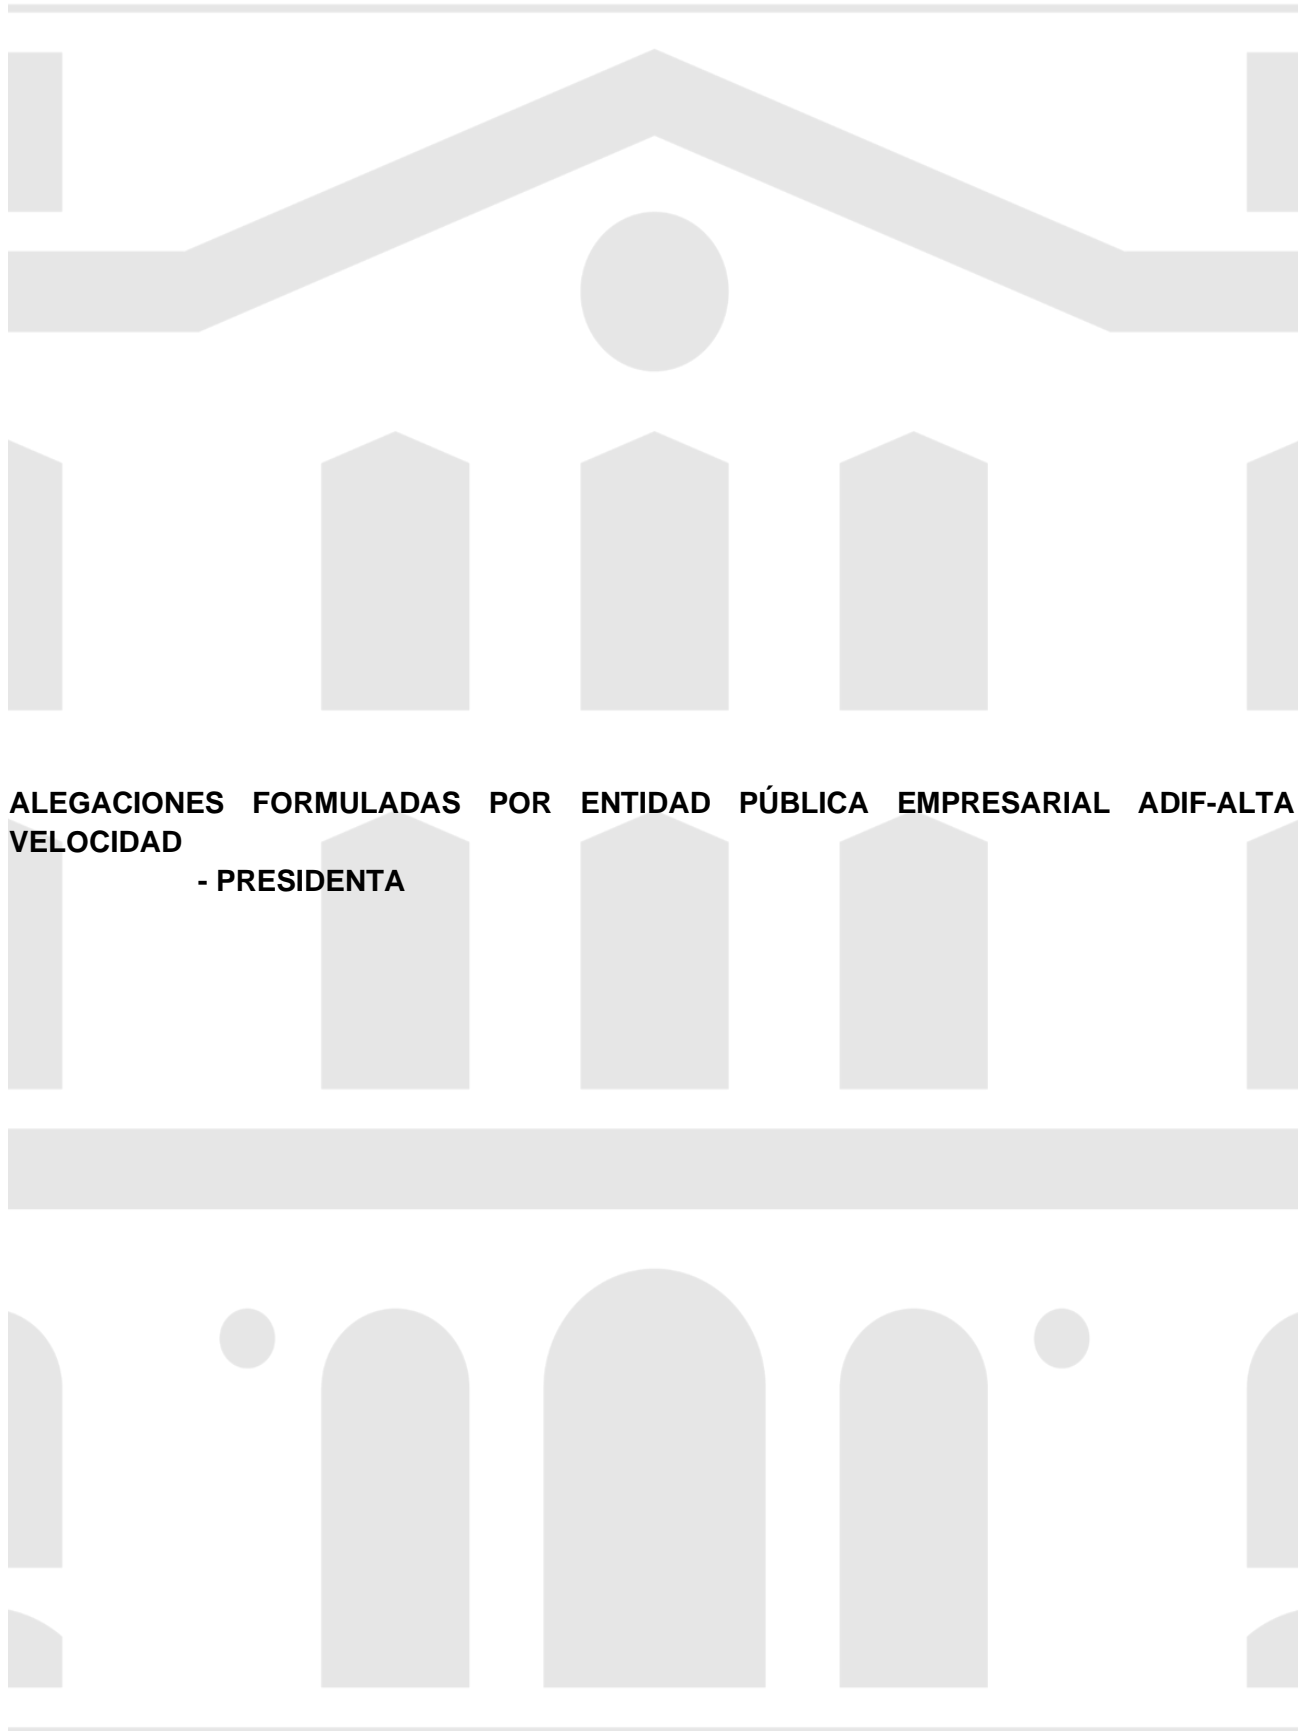 ALEGACIONES FORMULADAS POR ENTIDAD PÚBLICA EMPRESARIAL ADIF-ALTA
VELOCIDAD
- PRESIDENTA